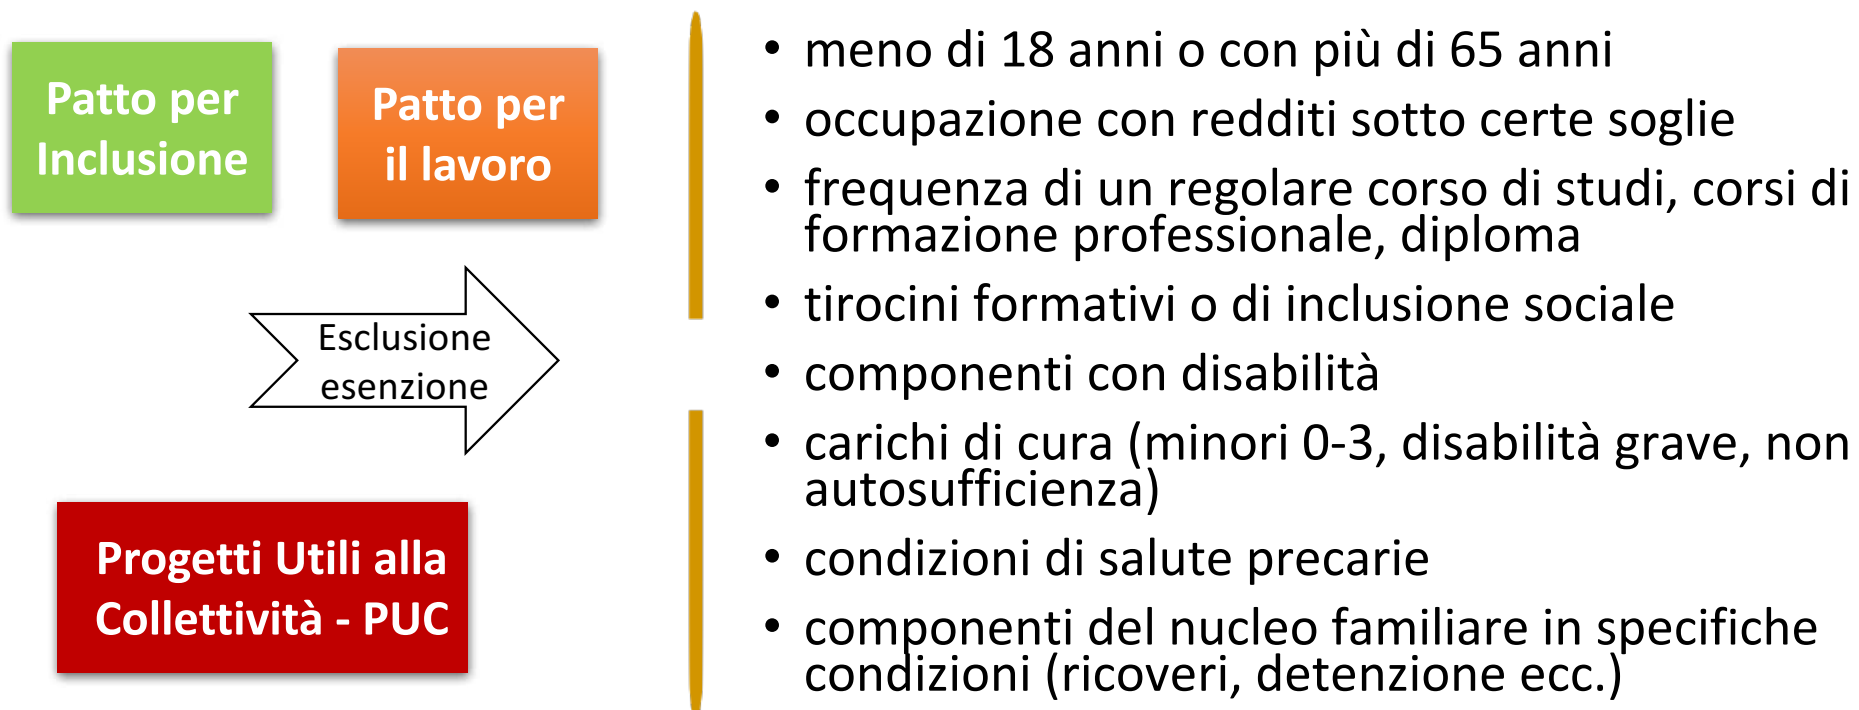 Patto per
Inclusione
Patto per
il lavoro
Esclusione
esenzione
Progetti Utili alla
Collettività - PUC
• meno di 18 anni o con più di 65 anni
• occupazione con redditi sotto certe soglie
• frequenza di un regolare corso di studi, corsi di
formazione professionale, diploma
• tirocini formativi o di inclusione sociale
• componenti con disabilità
• carichi di cura (minori 0-3, disabilità grave, non
autosufficienza)
• condizioni di salute precarie
• componenti del nucleo familiare in specifiche
condizioni (ricoveri, detenzione ecc.)